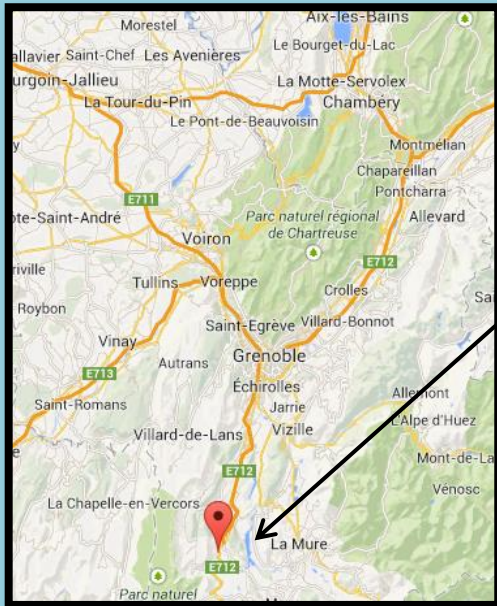 Aix-les-Bains
Morestel
Le Bourget-du-Lac
allavier Saint-Chef Les Avenières
urgoin-Jallieu
La Motte-Servolex
La Tour-du-Pin
Chambéry
Le Pont-de-Beauvoisin
Montmélian
Chapareillan
Pontcharra
E711
ote-Saint-André
Parc naturel régional
de Chartreuse
Allevard
Voiron
E712
riville
Tullins
Voreppe
Crolles
Sa
Roybon
Saint-Egrève
Villard-Bonnot
Vinay
Autrans
Grenoble
E713
Échirolles
Allemont
Saint-Romans
Jarrie
L'Alpe d'Huez
e
Villard-de-Lans
Vizille
Mont-de-La
E712
Vénosc
La Chapelle-en-Vercors
La Mure
E712
Parc naturel